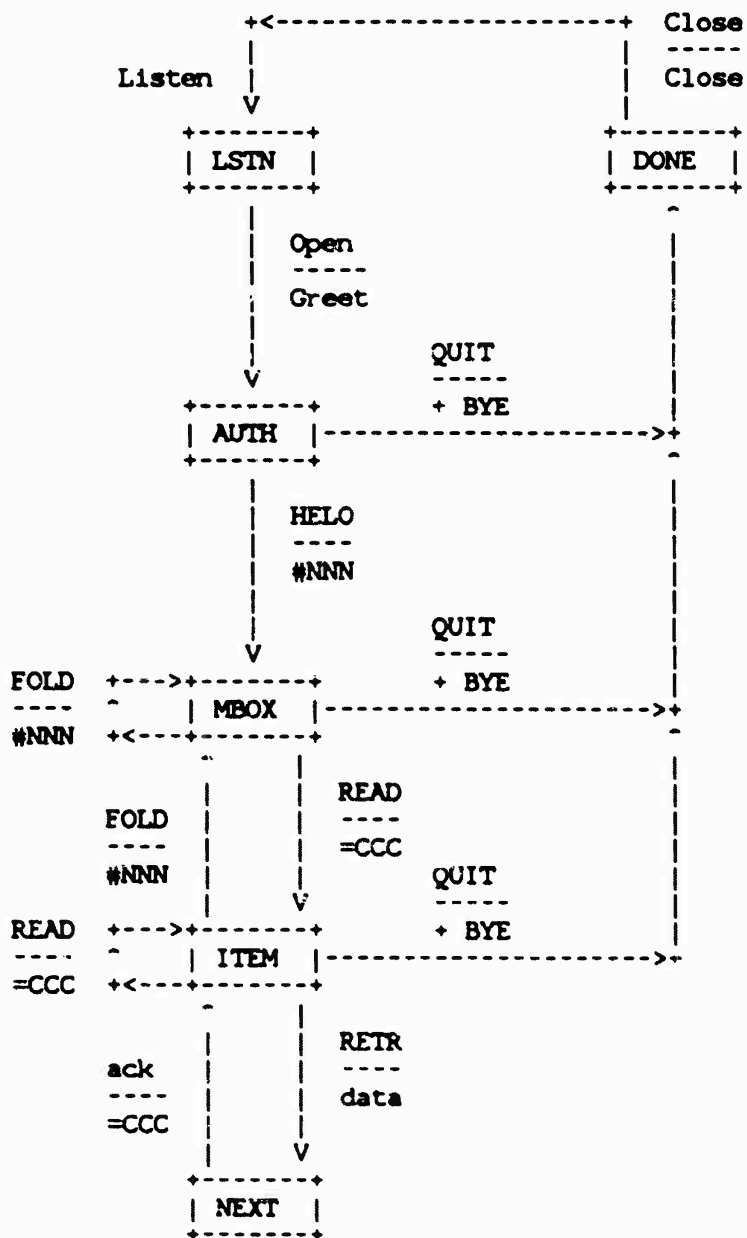 +<-----------------------+  Close
     |                        |  -----
Listen |                      |  Close
     V                        |
 +-------+                +-------+
 | LSTN  |                | DONE  |
 +-------+                +-------+
     |                        ^
     | Open                   |
     | -----                  |
     | Greet                  |
     |          QUIT          |
     V          -----         |
 +-------+      + BYE         |
 | AUTH  |------------------->+
 +-------+                    ^
     | HELO                   |
     | ----                   |
     | #NNN                   |
     |          QUIT          |
     V          -----         |
FOLD +--->+-------+ + BYE     |
---- ^    | MBOX  |---------->+
#NNN +<---+-------+           ^
      ^      |  READ          |
FOLD  |      |  ----          |
----  |      |  =CCC          |
#NNN  |      |  QUIT          |
      |      V  -----         |
READ +--->+-------+ + BYE     |
---- ^    | ITEM  |---------->+
=CCC +<---+-------+
      ^      |  RETR
ack   |      |  ----
----  |      |  data
=CCC  |      |
      |      V
 +-------+
 | NEXT  |
 +-------+